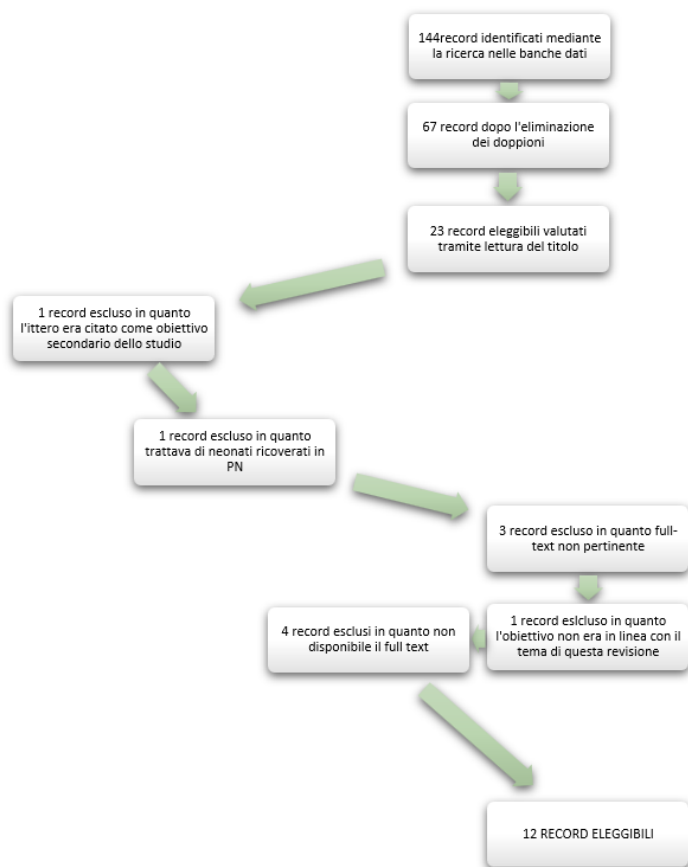 144record identificati mediante
la ricerca nelle banche dati
67 record dopo l'eliminazione
dei doppioni
23 record eleggibili valutati
tramite lettura del titolo
1 record escluso in quanto
l'ittero era citato come obiettivo
secondario dello studio
1 record escluso in quanto
trattava di neonati ricoverati in
PN
3 record escluso in quanto full-
text non pertinente
1 record eslcluso in quanto
l'obiettivo non era in linea con il
tema di questa revisione
4 record esclusi in quanto non
disponibile il full text
12 RECORD ELEGGIBILI